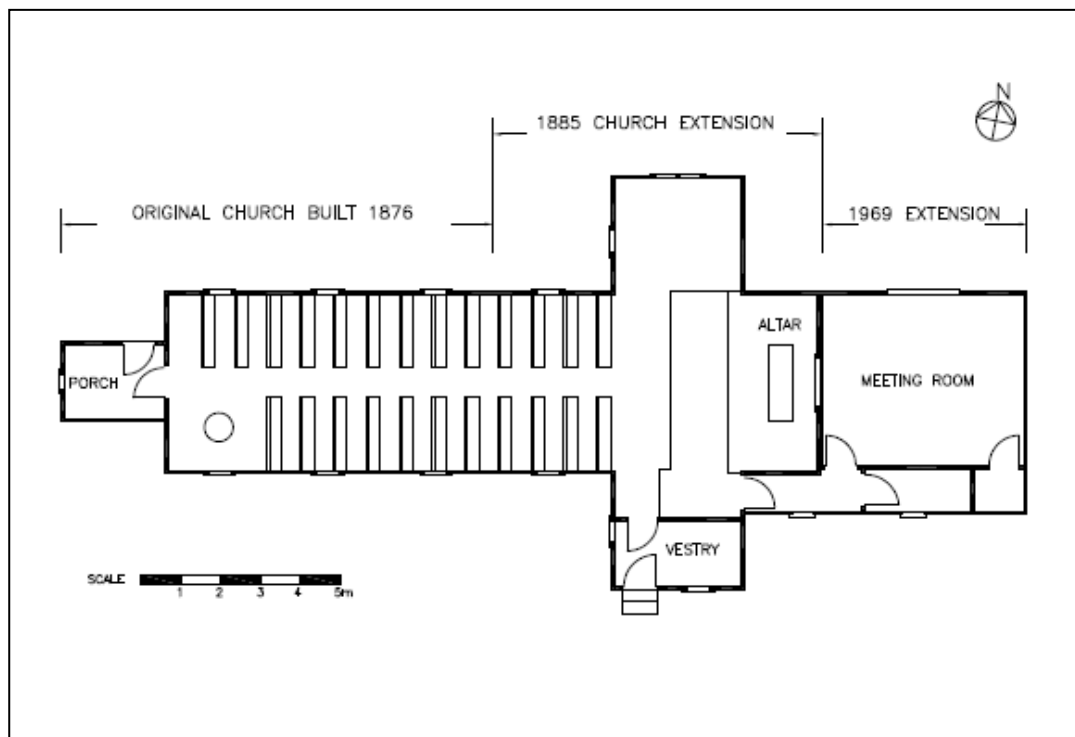 N
1885 CHURCH EXTENSION
ORIGINAL CHURCH BUILT 1876
1969 EXTENSION
ALTAR
PORCH
MEETING ROOM
VESTRY
SCALE
1 2 3 4 5m